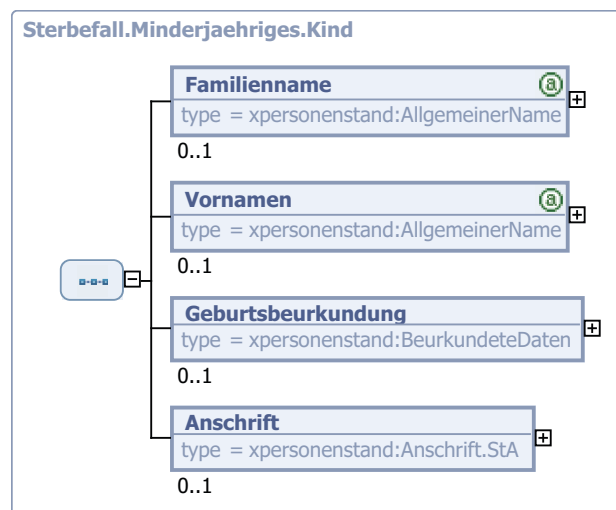 Sterbefall.Minderjaehriges.Kind
Familienname @
type = xpersonenstand:AllgemeinerName
0..1
Vornamen @
type = xpersonenstand:AllgemeinerName
0..1
Geburtsbeurkundung
type = xpersonenstand:BeurkundeteDaten
0..1
Anschrift
type = xpersonenstand:Anschrift.StA
0..1